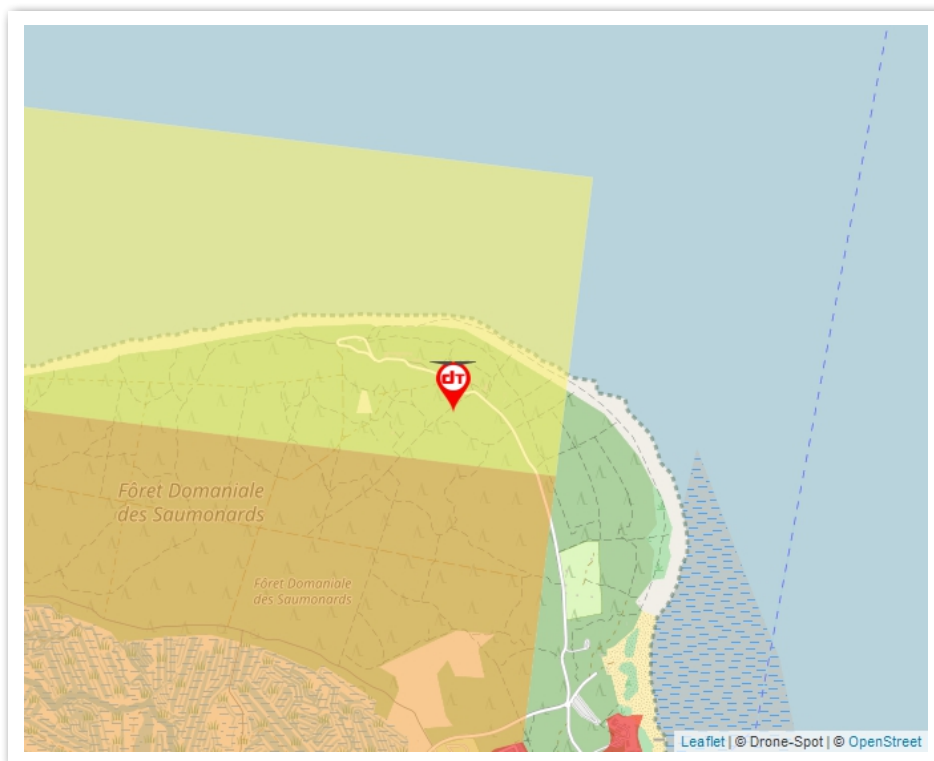 dT
Fôret Domaniale
des Saumonards
Fôret Domaniale
des Saumonards
Leaflet | © Drone-Spot | © OpenStreet